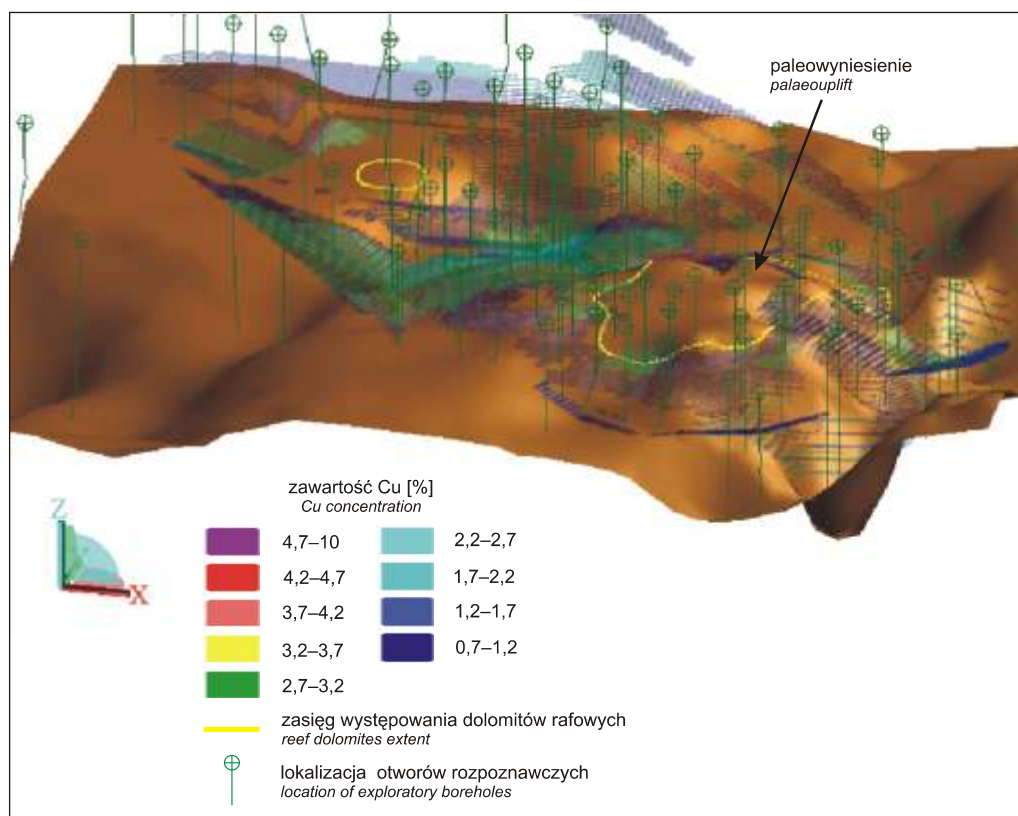 paleowyniesienie
palaeouplift
zawartość Cu [%]
Cu concentration
4,7–10
4,2–4,7
3,7–4,2
3,2–3,7
2,7–3,2
2,2–2,7
1,7–2,2
1,2–1,7
0,7–1,2
Z
X
zasięg występowania dolomitów rafowych
reef dolomites extent
lokalizacja otworów rozpoznawczych
location of exploratory boreholes